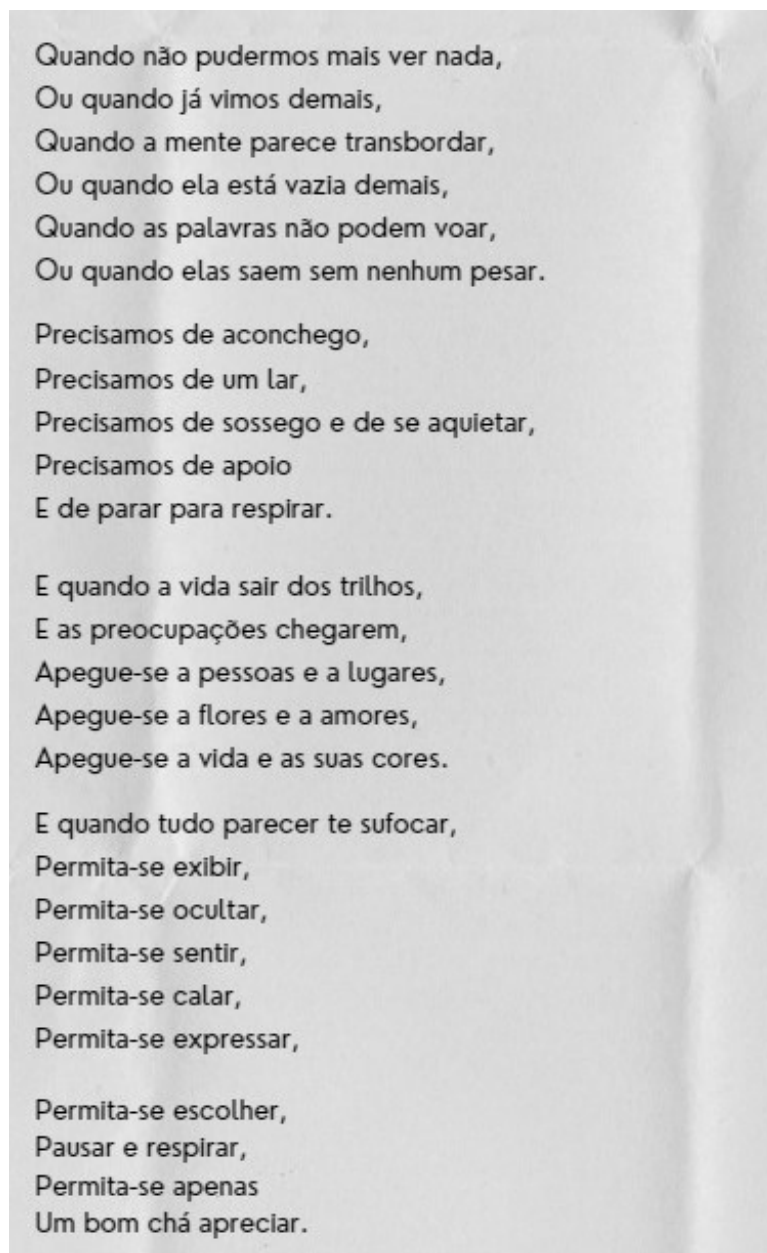 Quando não pudermos mais ver nada,
Ou quando já vimos demais,
Quando a mente parece transbordar,
Ou quando ela está vazia demais,
Quando as palavras não podem voar,
Ou quando elas saem sem nenhum pesar.
Precisamos de aconchego,
Precisamos de um lar,
Precisamos de sossego e de se aquietar,
Precisamos de apoio
E de parar para respirar.
E quando a vida sair dos trilhos,
E as preocupações chegarem,
Apegue-se a pessoas e a lugares,
Apegue-se a flores e a amores,
Apegue-se a vida e as suas cores.
E quando tudo parecer te sufocar,
Permita-se exibir,
Permita-se ocultar,
Permita-se sentir,
Permita-se calar,
Permita-se expressar,
Permita-se escolher,
Pausar e respirar,
Permita-se apenas
Um bom chá apreciar.